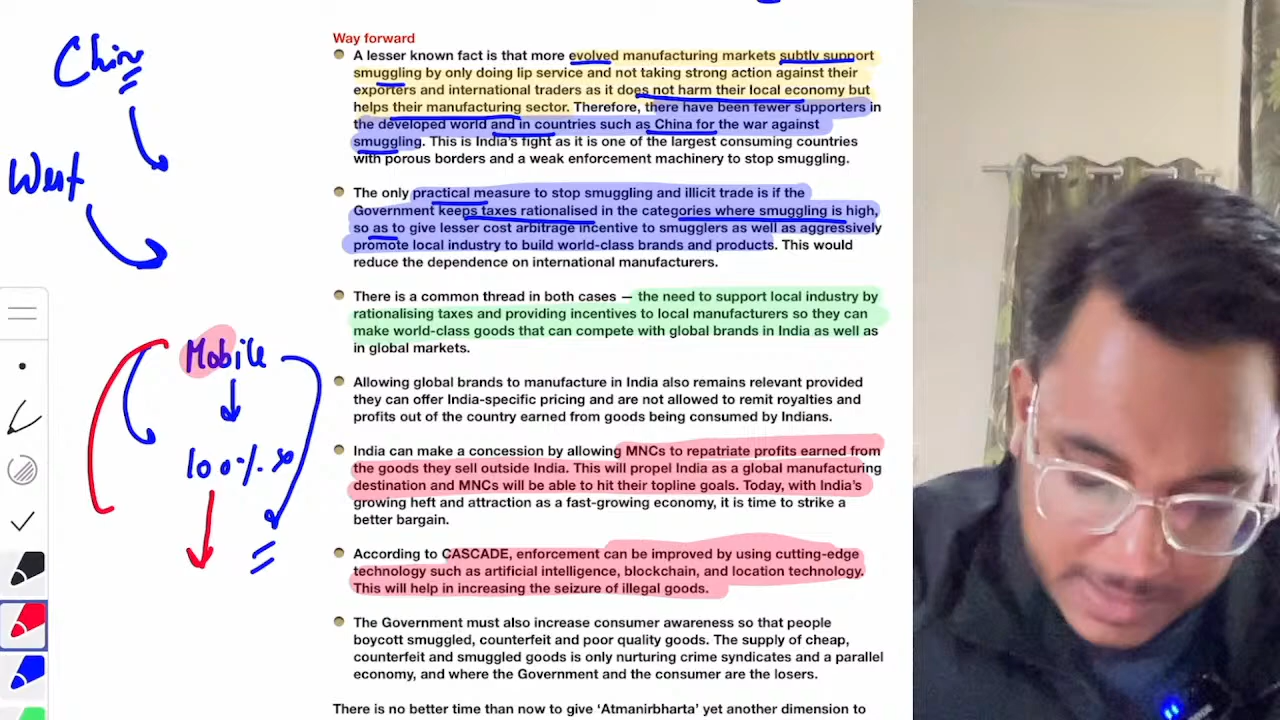 Way forward
A lesser known fact is that more evolved manufacturing markets subtly support
smuggling by only doing lip service and not taking strong action against their
exporters and international traders as it does not harm their local economy but
helps their manufacturing sector. Therefore, there have been fewer supporters in
the developed world and in countries such as China for the war against
smuggling. This is India's fight as it is one of the largest consuming countries
with porous borders and a weak enforcement machinery to stop smuggling.
The only practical measure to stop smuggling and illicit trade is if the
Government keeps taxes rationalised in the categories where smuggling is high,
so as to give lesser cost arbitrage incentive to smugglers as well as aggressively
promote local industry to build world-class brands and products. This would
reduce the dependence on international manufacturers.
There is a common thread in both cases — the need to support local industry by
rationalising taxes and providing incentives to local manufacturers so they can
make world-class goods that can compete with global brands in India as well as
in global markets.
Allowing global brands to manufacture in India also remains relevant provided
they can offer India-specific pricing and are not allowed to remit royalties and
profits out of the country earned from goods being consumed by Indians.
India can make a concession by allowing MNCs to repatriate profits earned from
the goods they sell outside India. This will propel India as a global manufacturing
destination and MNCs will be able to hit their topline goals. Today, with India's
growing heft and attraction as a fast-growing economy, it is time to strike a
better bargain.
According to CASCADE, enforcement can be improved by using cutting-edge
technology such as artificial intelligence, blockchain, and location technology.
This will help in increasing the seizure of illegal goods.
The Government must also increase consumer awareness so that people
boycott smuggled, counterfeit and poor quality goods. The supply of cheap,
counterfeit and smuggled goods is only nurturing crime syndicates and a parallel
economy, and where the Government and the consumer are the losers.
There is no better time than now to give 'Atmanirbharta' yet another dimension to
West
Mobile
100%